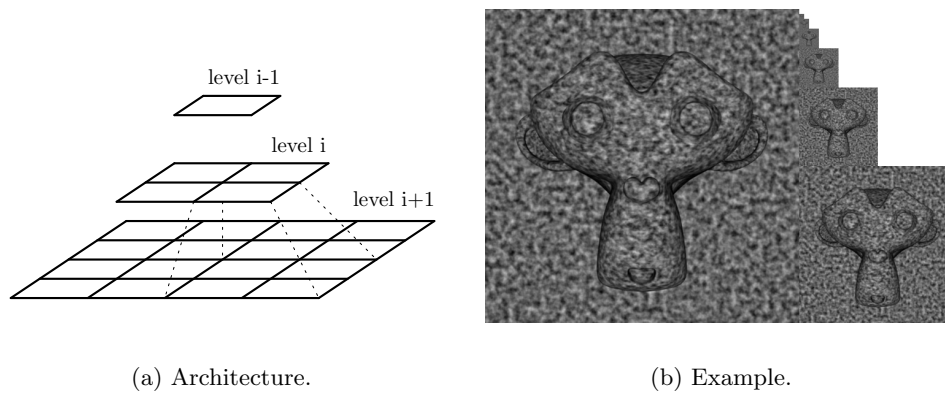 level i-1
level i
level i+1
(a) Architecture.
(b) Example.